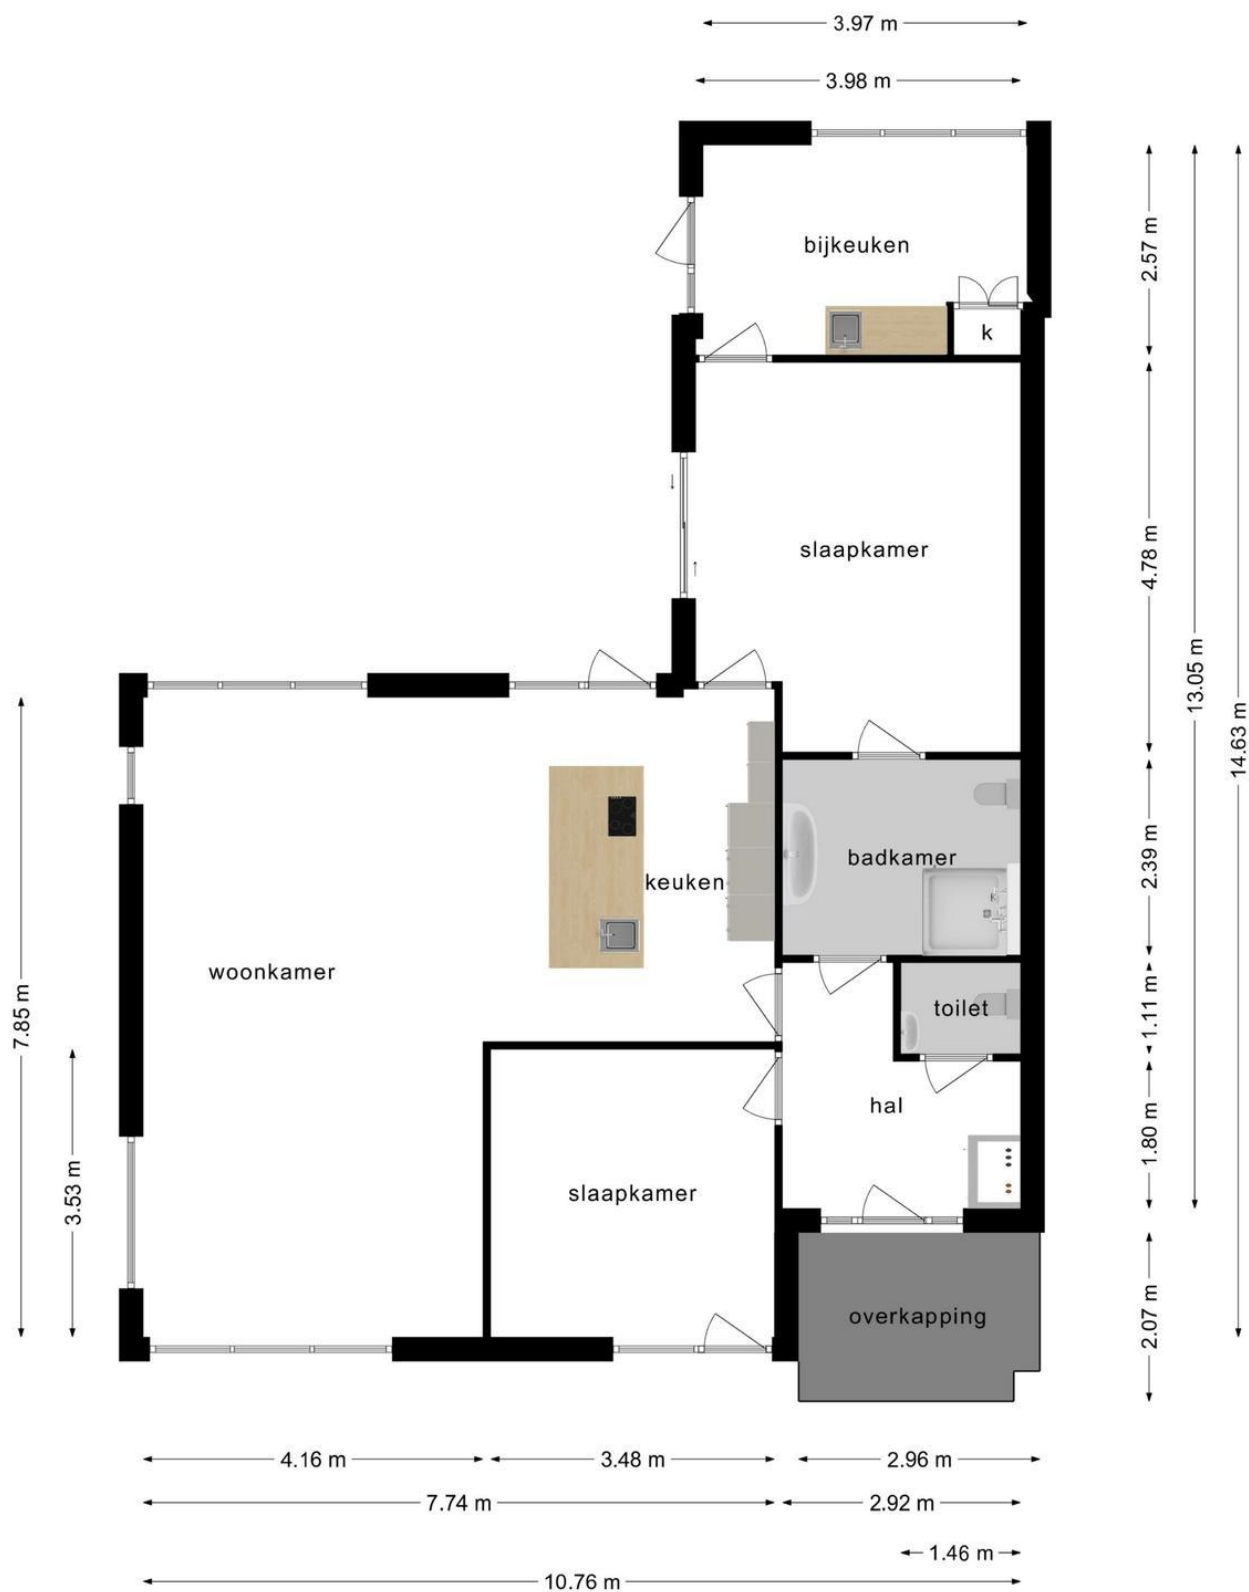 3.97 m
3.98 m
bijkeuken
2.57 m
k
slaapkamer
4.78 m
13.05 m
14.63 m
badkamer
2.39 m
keuken
woonkamer
7.85 m
toilet
1.11 m
hal
1.80 m
3.53 m
slaapkamer
overkapping
2.07 m
4.16 m
3.48 m
2.96 m
7.74 m
2.92 m
1.46 m
10.76 m